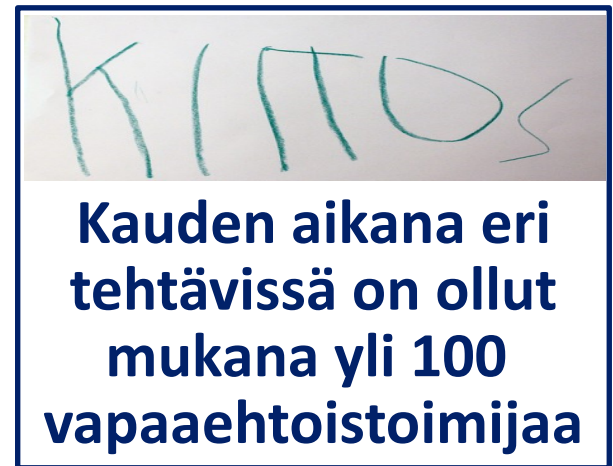 KIITOS
Kauden aikana eri
tehtävissä on ollut
mukana yli 100
vapaaehtoistoimijaa